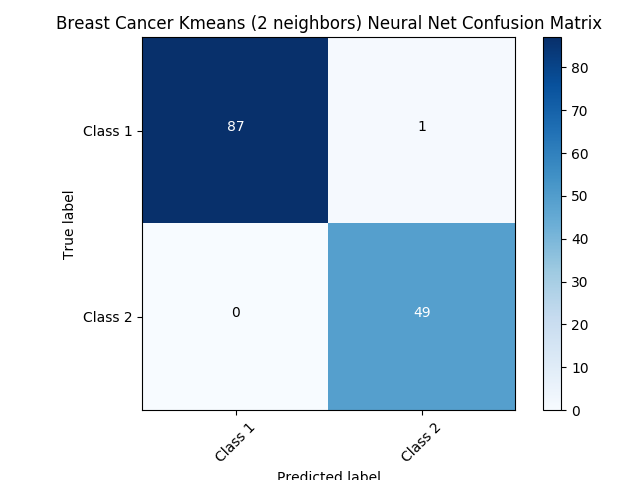 Breast Cancer Kmeans (2 neighbors) Neural Net Confusion Matrix
True label
Class 1
87
1
Class 2
0
49
Class 1
Class 2
Predicted label
80
70
60
50
40
30
20
10
0